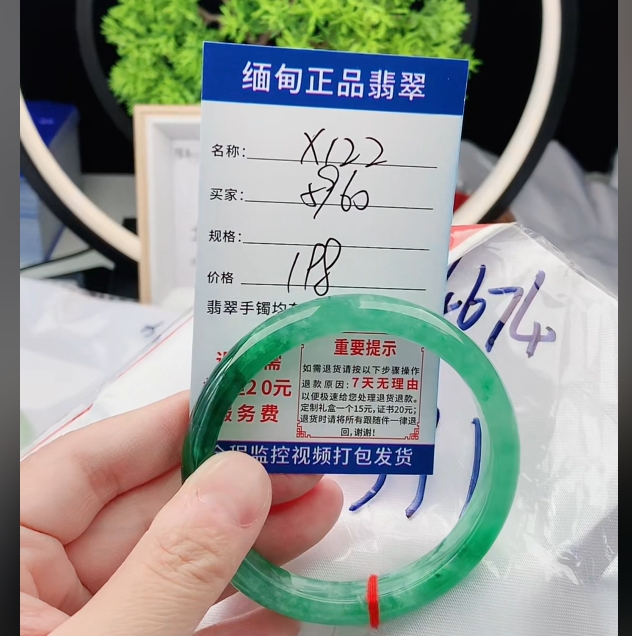 缅甸正品翡翠
名称: X122
买家:
规格:
价格 118
翡翠手镯均
重要提示
如需退货请按以下步骤操作
退款原因: 7天无理由
以便极速给您处理退货退款。
定制礼盒一个15元, 证书20元;
退货时请将所有跟随件一律退
回, 谢谢!
需
20元
服务费
程监控视频打包发货
4674